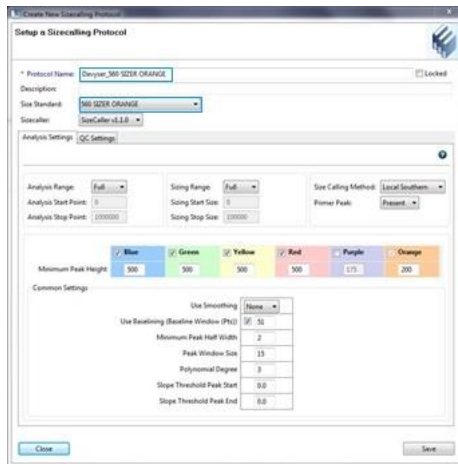 Create New Sizecalling Protocol
Setup a Sizecalling Protocol
* Protocol Name: Devyser_560 SIZER ORANGE Locked
Description:
Size Standard: 560 SIZER ORANGE
Sizecaller: SizeCaller v1.1.0
Analysis Settings QC Settings
Analysis Range: Full Sizing Range: Full Size Calling Method: Local Southern
Analysis Start Point: 0 Sizing Start Size: 0 Primer Peak: Present
Analysis Stop Point: 1000000 Sizing Stop Size: 100000
Blue Green Yellow Red Purple Orange
Minimum Peak Height: 500 500 500 500 175 200
Common Settings
Use Smoothing None
Use Baselining (Baseline Window (Pts)) 51
Minimum Peak Half Width 2
Peak Window Size 15
Polynomial Degree 3
Slope Threshold Peak Start 0.0
Slope Threshold Peak End 0.0
Close Save